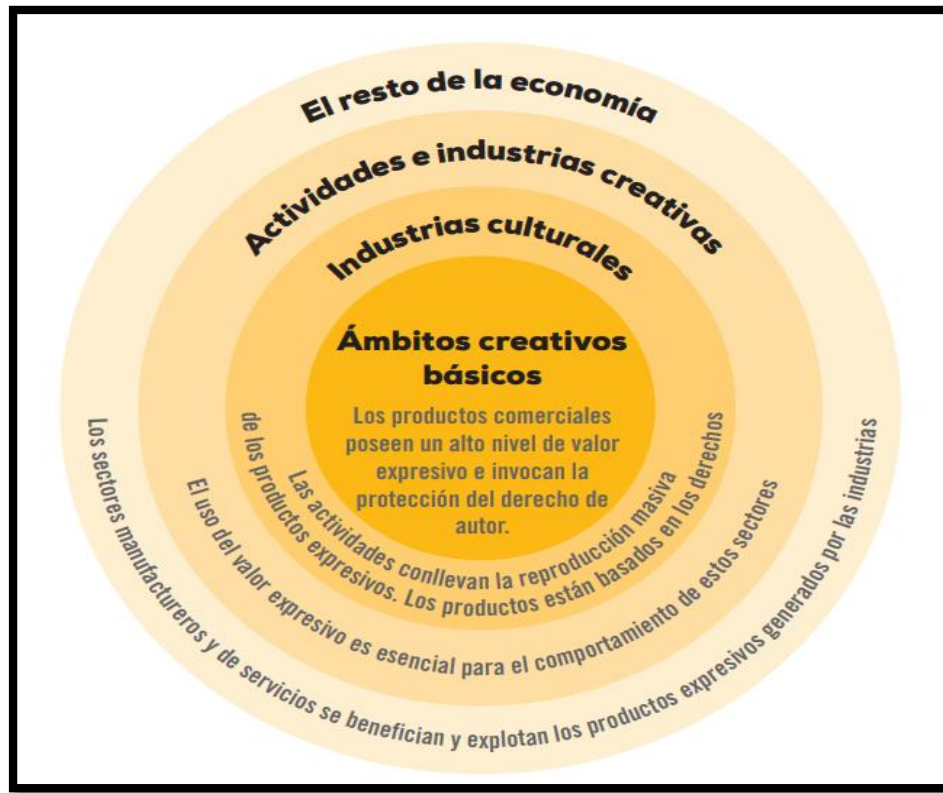 El resto de la economía
Actividades e industrias creativas
Industrias culturales
Ámbitos creativos
básicos
Los productos comerciales
poseen un alto nivel de valor
expresivo e invocan la
protección del derecho de
autor.
Las actividades conllevan la reproducción masiva
de los productos expresivos. Los productos están basados en los derechos
El uso del valor expresivo es esencial para el comportamiento de estos sectores
Los sectores manufactureros y de servicios se benefician y explotan los productos expresivos generados por las industrias